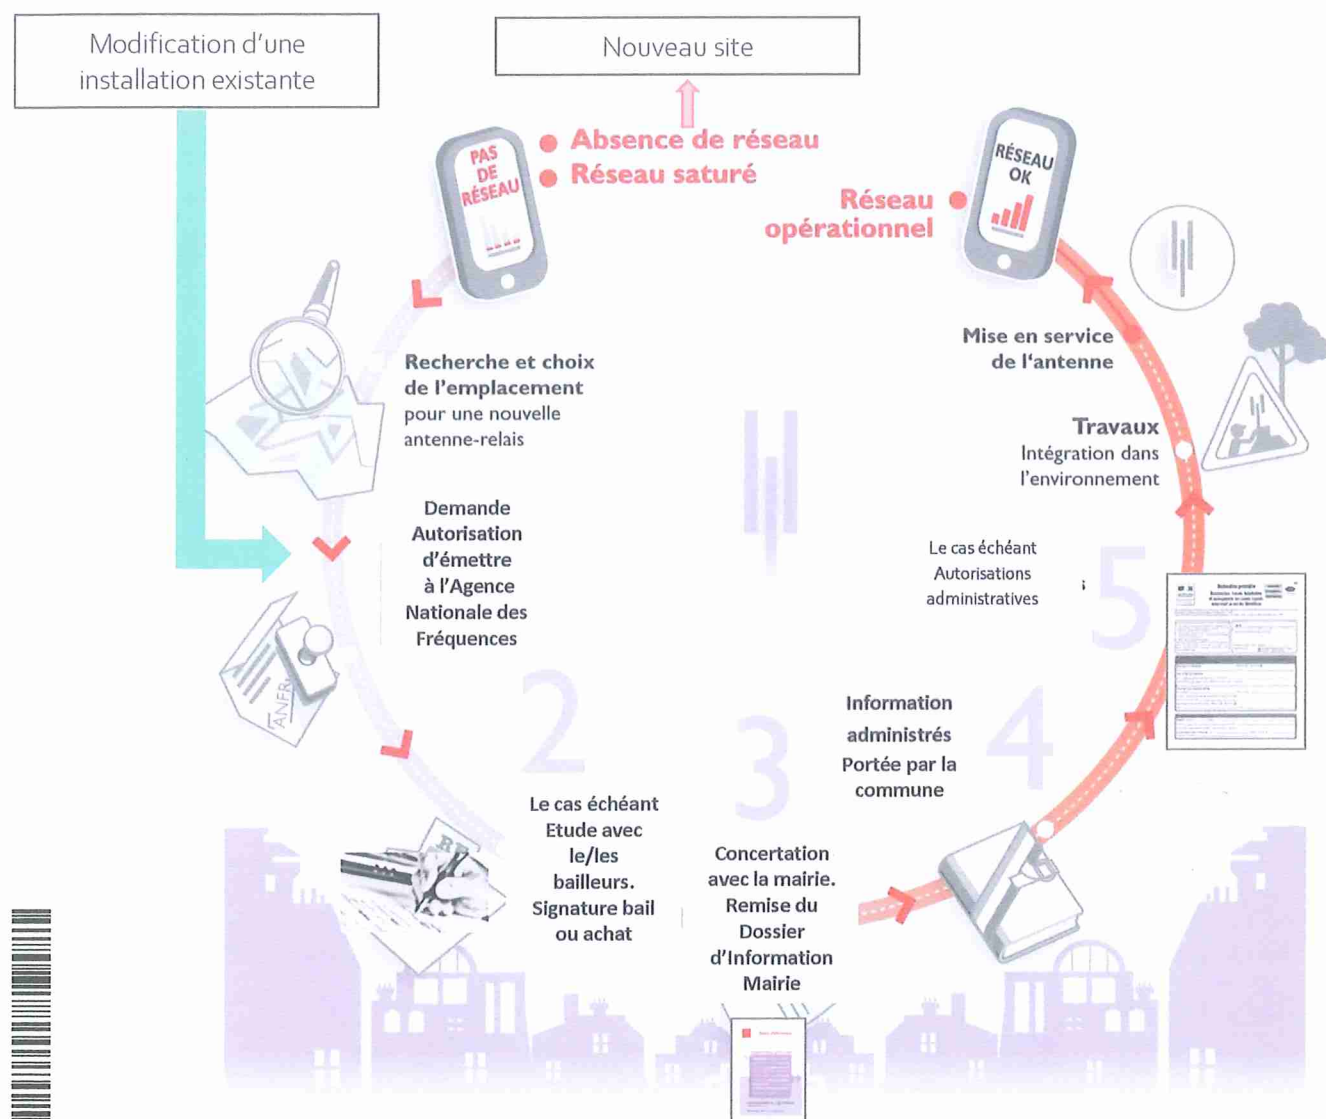 Modification d'une
installation existante
Nouveau site
PAS
DE
RÉSEAU
Absence de réseau
Réseau saturé
Réseau
opérationnel
RÉSEAU
OK
Recherche et choix
de l'emplacement
pour une nouvelle
antenne-relais
Demande
Autorisation
d'émettre
à l'Agence
Nationale des
Fréquences
ANFR
2
Le cas échéant
Etude avec
le/les
bailleurs.
Signature bail
ou achat
3
Concertation
avec la mairie.
Remise du
Dossier
d'Information
Mairie
4
Information
administrés
Portée par la
commune
5
Le cas échéant
Autorisations
administratives
Travaux
Intégration dans
l'environnement
Mise en service
de l'antenne